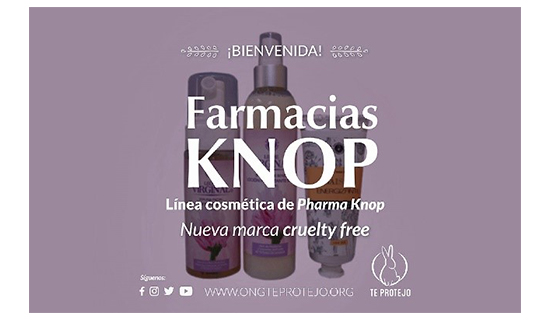 ¡BIENVENIDA!
Farmacias
KNOP
Línea cosmética de Pharma Knop
Nueva marca cruelty free
Síguenos:
WWW.ONGTEPROTEJO.ORG
TE PROTEJO